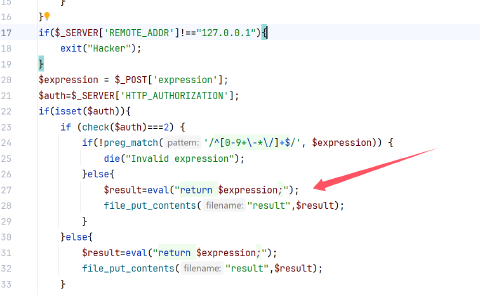 }
16 }
17 if($_SERVER['REMOTE_ADDR']!=="127.0.0.1"){
18 exit("Hacker");
19 }
20 $expression = $_POST['expression'];
21 $auth=$_SERVER['HTTP_AUTHORIZATION'];
22 if(isset($auth)){
23 if (check($auth)===2) {
24 if(!preg_match( pattern: '/^[0-9+\-*\/]+$/', $expression)) {
25 die("Invalid expression");
26 }else{
27 $result=eval("return $expression;");
28 file_put_contents( filename: "result",$result);
29 }
30 }else{
31 $result=eval("return $expression;");
32 file_put_contents( filename: "result",$result);
33 }